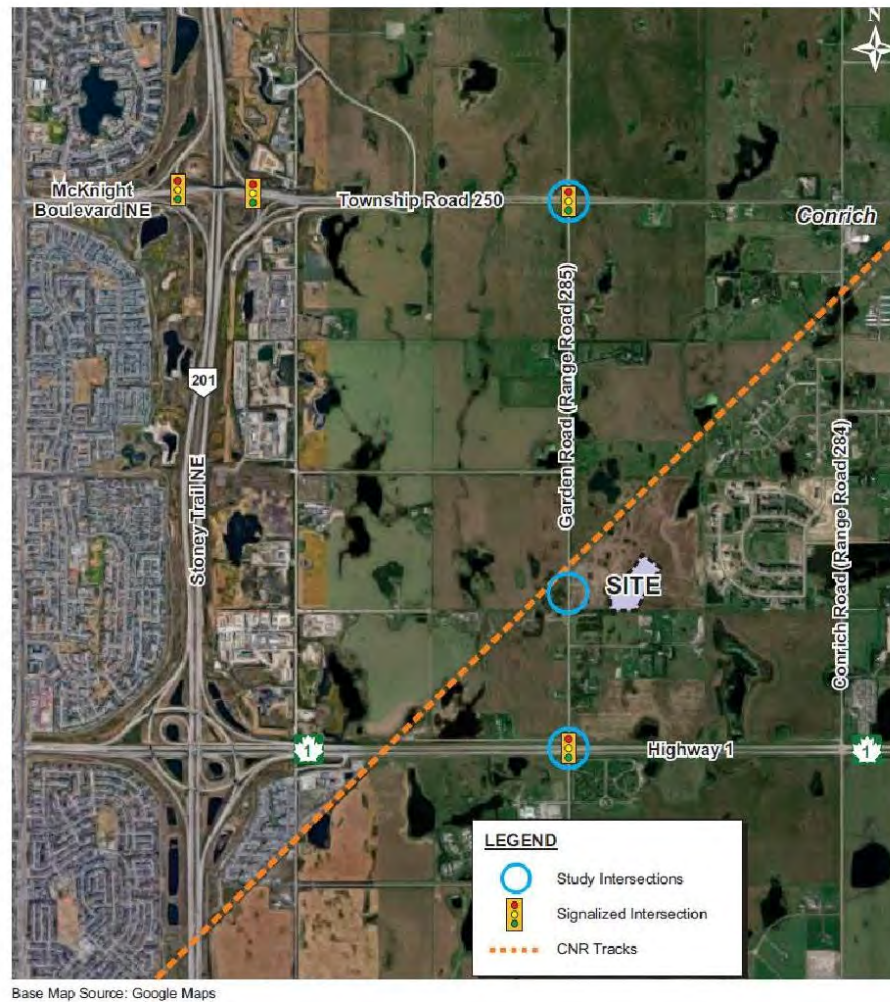 N
McKnight
Boulevard NE
Township Road 250
Conrich
Garden Road (Range Road 285)
201
Stoney Trail NE
Conrich Road (Range Road 284)
SITE
1
Highway 1
1
LEGEND
Study Intersections
Signalized Intersection
CNR Tracks
Base Map Source: Google Maps